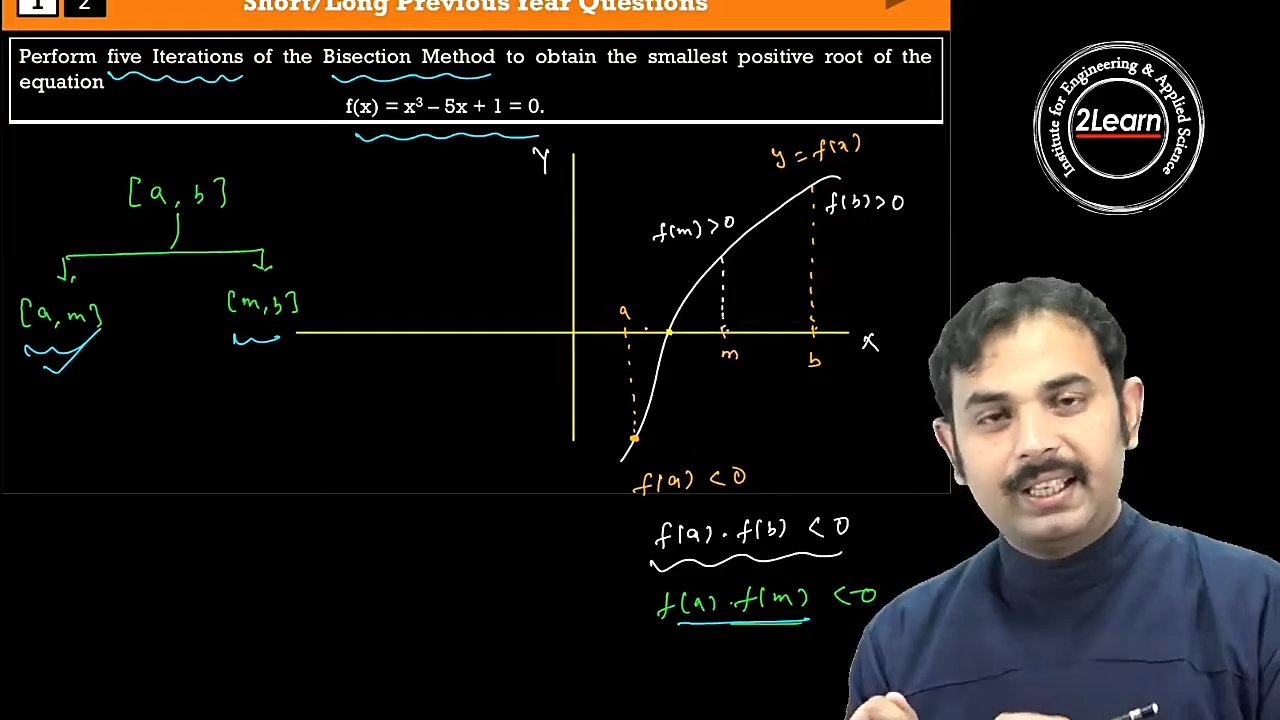 1 2 Short/Long Previous Year Questions
Perform five Iterations of the Bisection Method to obtain the smallest positive root of the
equation
f(x) = x³ – 5x + 1 = 0.
Institute for Engineering & Applied Science
2Learn
Y
y = f(x)
[a, b]
f(b) > 0
f(m) > 0
[a, m]
[m, b]
a
X
m
b
f(a) < 0
f(a) . f(b) < 0
f(a) . f(m) < 0